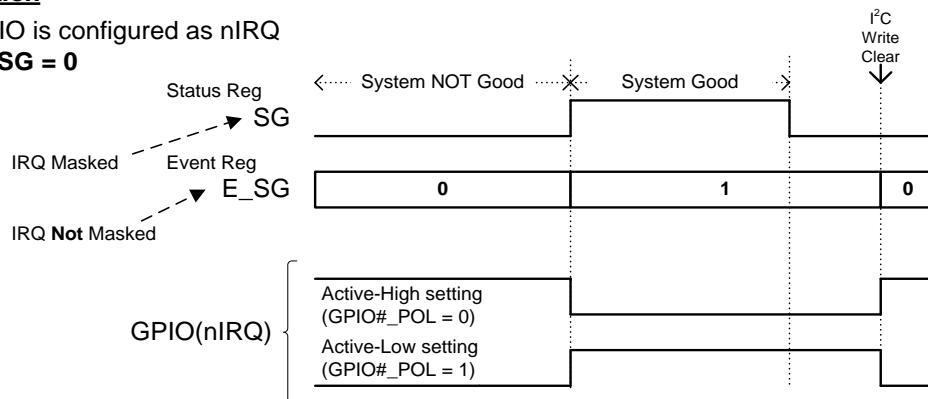 IO is configured as nIRQ
SG = 0
I²C
Write
Clear
System NOT Good
System Good
Status Reg
SG
IRQ Masked
Event Reg
E_SG
0
1
0
IRQ Not Masked
GPIO(nIRQ)
Active-High setting
(GPIO#_POL = 0)
Active-Low setting
(GPIO#_POL = 1)